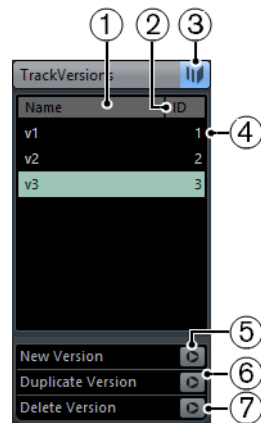 1 2 3
TrackVersions
Name ID
v1 1 4
v2 2
v3 3
5
New Version
6
Duplicate Version
Delete Version 7